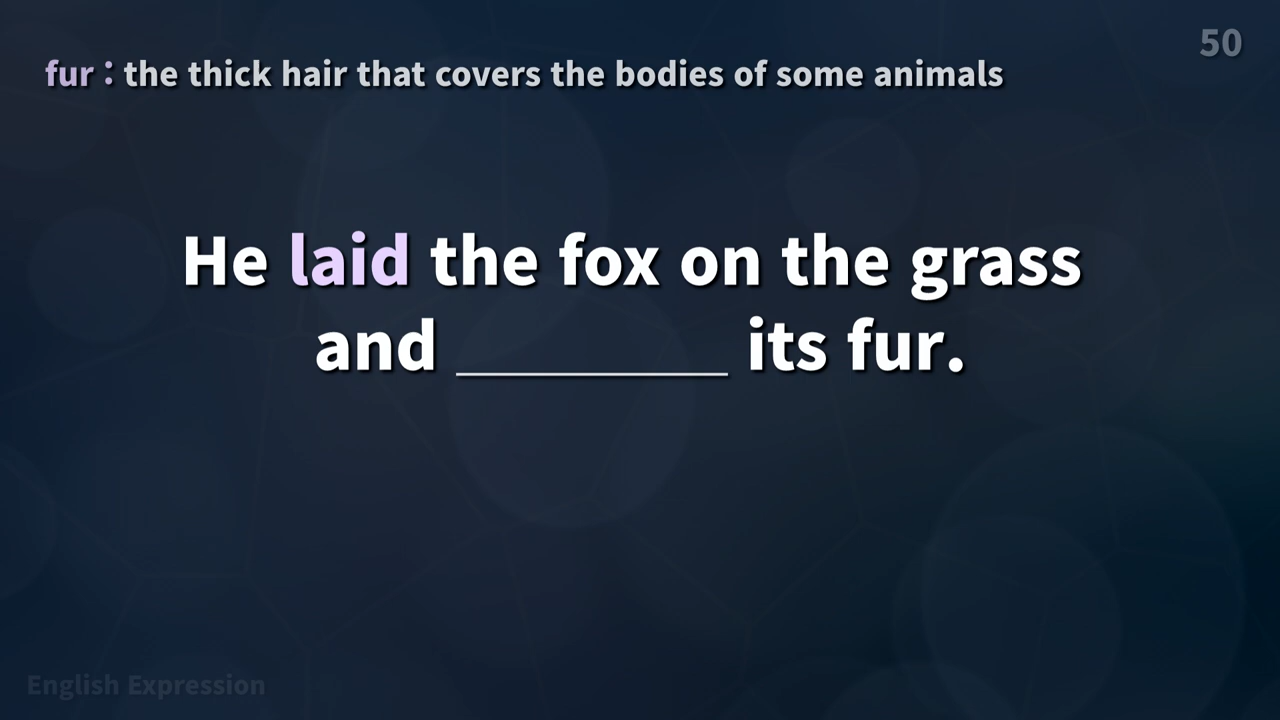 50
fur : the thick hair that covers the bodies of some animals
He laid the fox on the grass
and ________ its fur.
English Expression